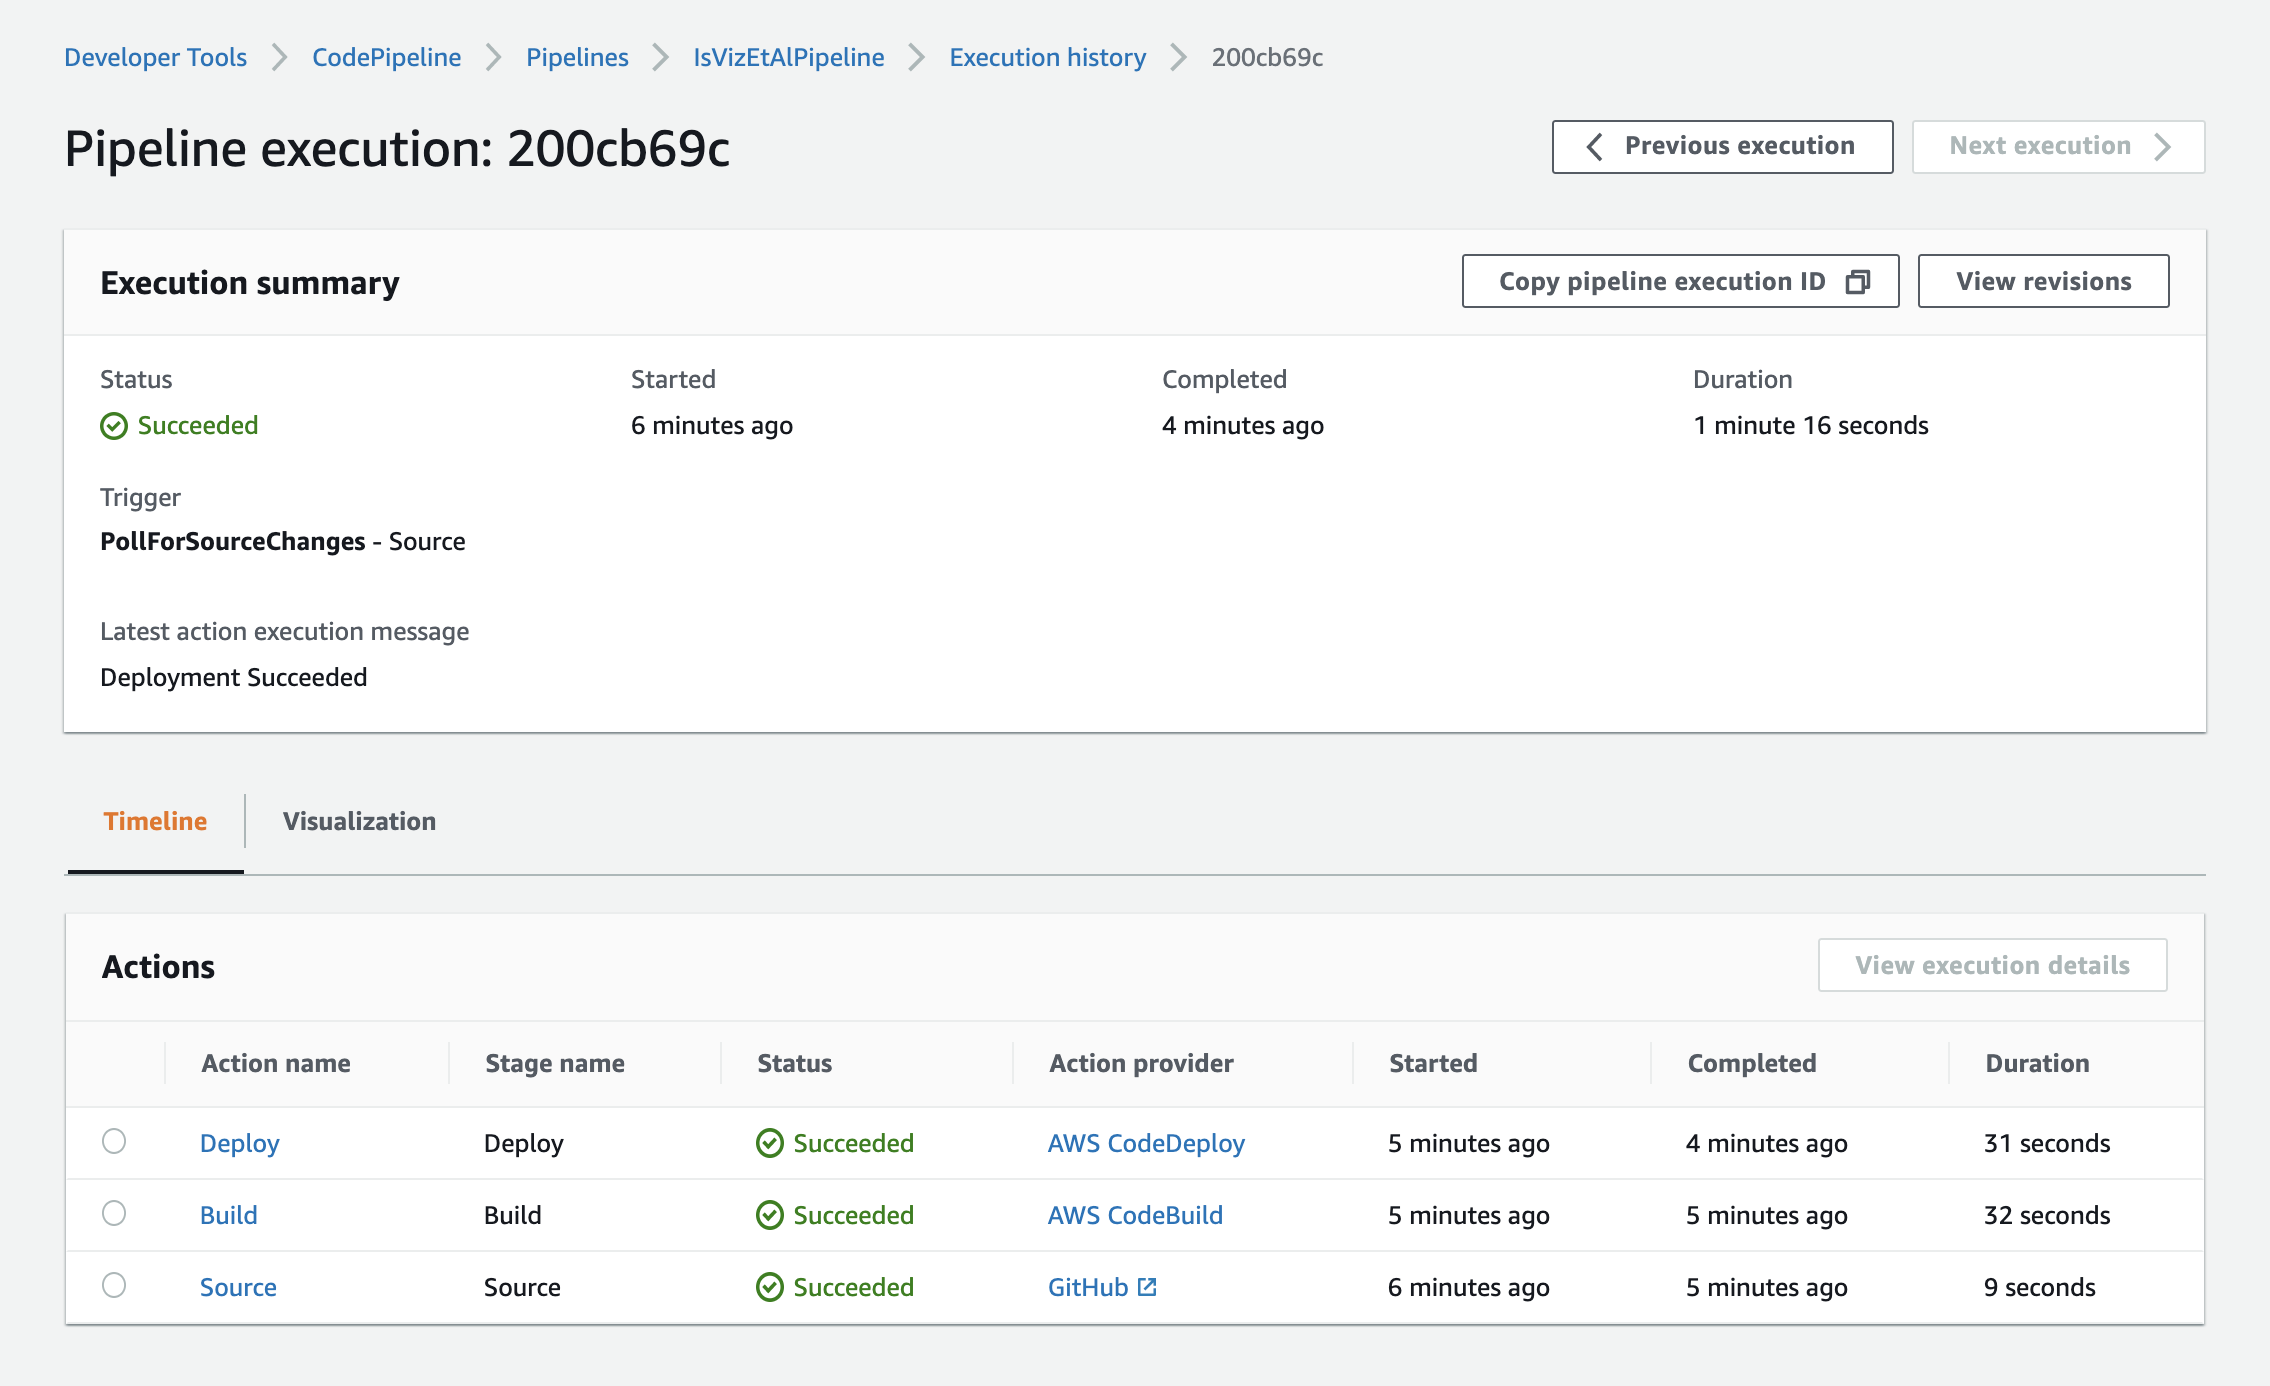 Developer Tools CodePipeline Pipelines IsVizEtAlPipeline Execution history 200cb69c
Pipeline execution: 200cb69c
Previous execution
Next execution
Execution summary
Copy pipeline execution ID
View revisions
Status Started Completed Duration
Succeeded 6 minutes ago 4 minutes ago 1 minute 16 seconds
Trigger
PollForSourceChanges - Source
Latest action execution message
Deployment Succeeded
Timeline Visualization
Actions
View execution details
Action name Stage name Status Action provider Started Completed Duration
Deploy Deploy Succeeded AWS CodeDeploy 5 minutes ago 4 minutes ago 31 seconds
Build Build Succeeded AWS CodeBuild 5 minutes ago 5 minutes ago 32 seconds
Source Source Succeeded GitHub 6 minutes ago 5 minutes ago 9 seconds